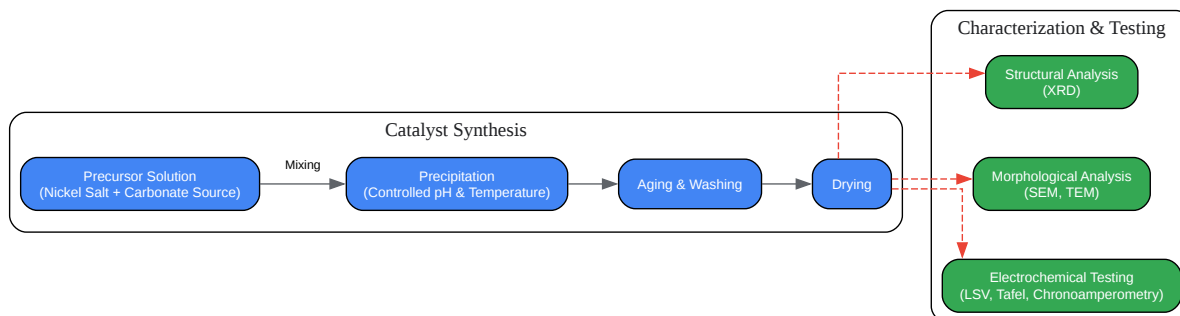 Characterization & Testing
Structural Analysis
(XRD)
Catalyst Synthesis
Precursor Solution
(Nickel Salt + Carbonate Source)
Mixing
Precipitation
(Controlled pH & Temperature)
Aging & Washing
Drying
Morphological Analysis
(SEM, TEM)
Electrochemical Testing
(LSV, Tafel, Chronoamperometry)